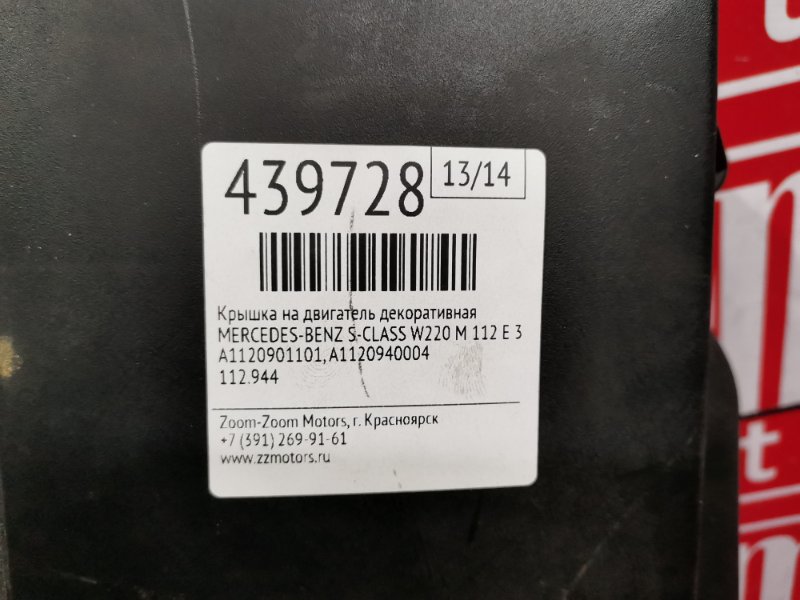 439728
13/14
Крышка на двигатель декоративная
MERCEDES-BENZ S-CLASS W220 M 112 E 3
A1120901101, A1120940004
112.944
Zoom-Zoom Motors, г. Красноярск
+7 (391) 269-91-61
www.zzmotors.ru
t
t